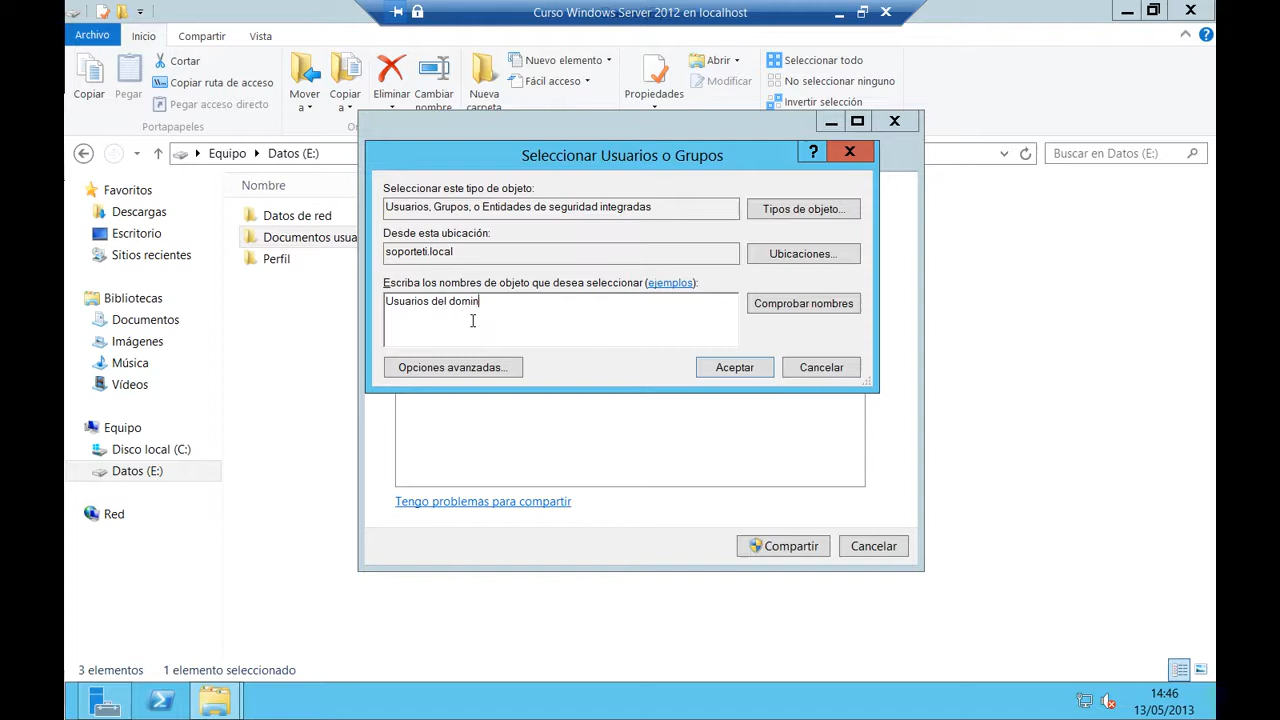 Curso Windows Server 2012 en localhost
Archivo Inicio Compartir Vista
Copiar
Pegar
Cortar
Copiar ruta de acceso
Pegar acceso directo
Portapapeles
Mover a
Copiar a
Eliminar
Cambiar nombre
Or
Nueva carpeta
Nuevo elemento
Fácil acceso
Propiedades
Abrir
Modificar
Seleccionar todo
No seleccionar ninguno
Invertir selección
Equipo Datos (E:)
Buscar en Datos (E:)
Favoritos
Descargas
Escritorio
Sitios recientes
Bibliotecas
Documentos
Imágenes
Música
Vídeos
Equipo
Disco local (C:)
Datos (E:)
Red
Nombre
Datos de red
Documentos usua
Perfil
Seleccionar Usuarios o Grupos
?
Seleccionar este tipo de objeto:
Usuarios, Grupos, o Entidades de seguridad integradas
Tipos de objeto...
Desde esta ubicación:
soporteti.local
Ubicaciones...
Escriba los nombres de objeto que desea seleccionar (ejemplos):
Usuarios del domin
Comprobar nombres
Opciones avanzadas...
Aceptar
Cancelar
Tengo problemas para compartir
Compartir
Cancelar
3 elementos 1 elemento seleccionado
14:46
13/05/2013